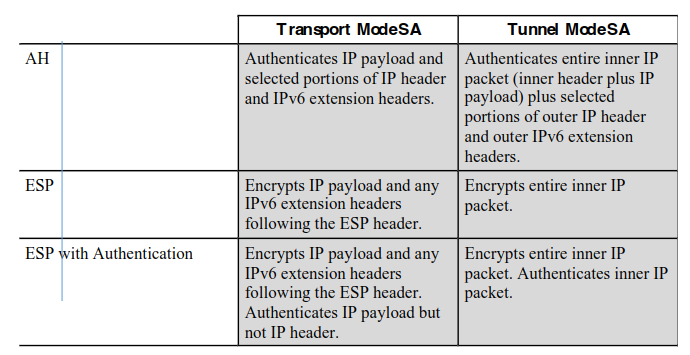 Transport ModeSA Tunnel ModeSA
AH
Authenticates IP payload and
selected portions of IP header
and IPv6 extension headers.
Authenticates entire inner IP
packet (inner header plus IP
payload) plus selected
portions of outer IP header
and outer IPv6 extension
headers.
ESP
Encrypts IP payload and any
IPv6 extension headers
following the ESP header.
Encrypts entire inner IP
packet.
ESP with Authentication
Encrypts IP payload and any
IPv6 extension headers
following the ESP header.
Authenticates IP payload but
not IP header.
Encrypts entire inner IP
packet. Authenticates inner IP
packet.